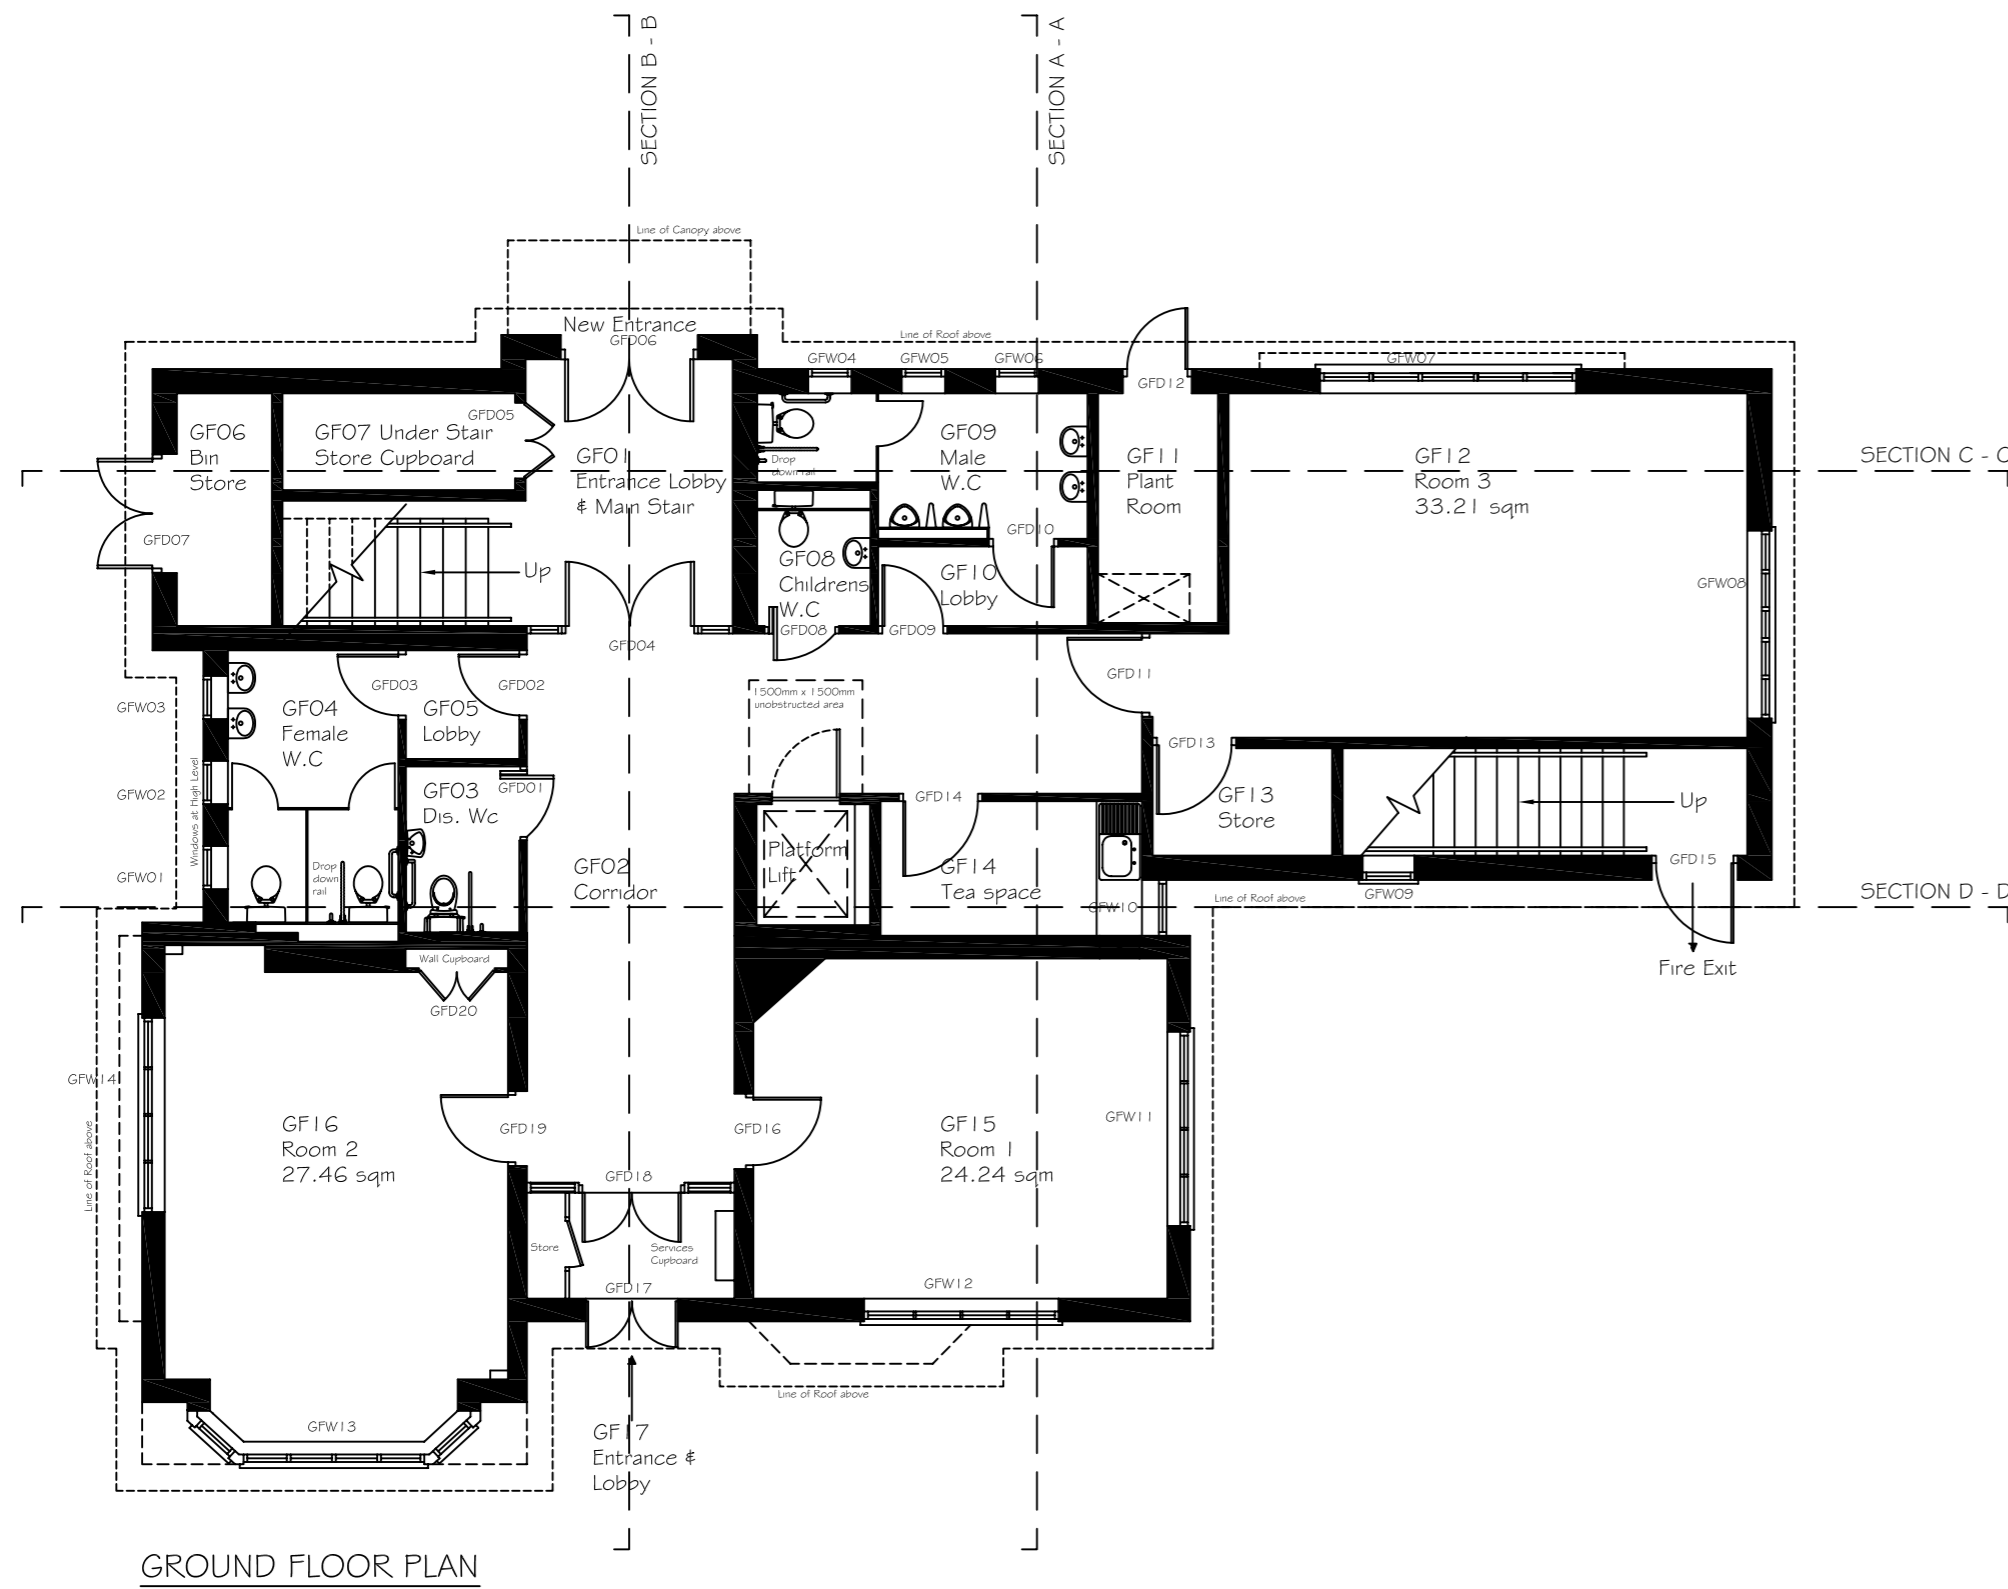 SECTION B - B
SECTION A - A
Line of Canopy above
New Entrance
GFD06
Line of Roof above
GFW04
GFW05
GFW06
GFW07
GFD12
GF06
Bin
Store
GFD05
GF07 Under Stair
Store Cupboard
GF01
Entrance Lobby
& Main Stair
Drop
down rail
GF09
Male
W.C
GF11
Plant
Room
GF12
Room 3
33.21 sqm
SECTION C - C
GFD07
Up
GFD10
GF08
Childrens
W.C
GF10
Lobby
GFW08
GFD08
GFD09
GFD04
GFD11
GFD03
GFD02
1500mm x 1500mm
unobstructed area
GFW03
GF04
Female
W.C
GF05
Lobby
GFD13
GFW02
Windows at High Level
GFD01
GF03
Dis. Wc
GFD14
GF13
Store
Up
GFW01
Drop
down
rail
GF02
Corridor
Platform
Lift
GF14
Tea space
GFD15
GFW10
Line of Roof above
GFW09
SECTION D - D
Wall Cupboard
GFD20
Fire Exit
GFW14
Line of Roof above
GF16
Room 2
27.46 sqm
GFD19
GFD16
GF15
Room 1
24.24 sqm
GFW11
GFD18
Store
Services
Cupboard
GFD17
GFW12
Line of Roof above
GFW13
GF17
Entrance &
Lobby
GROUND FLOOR PLAN